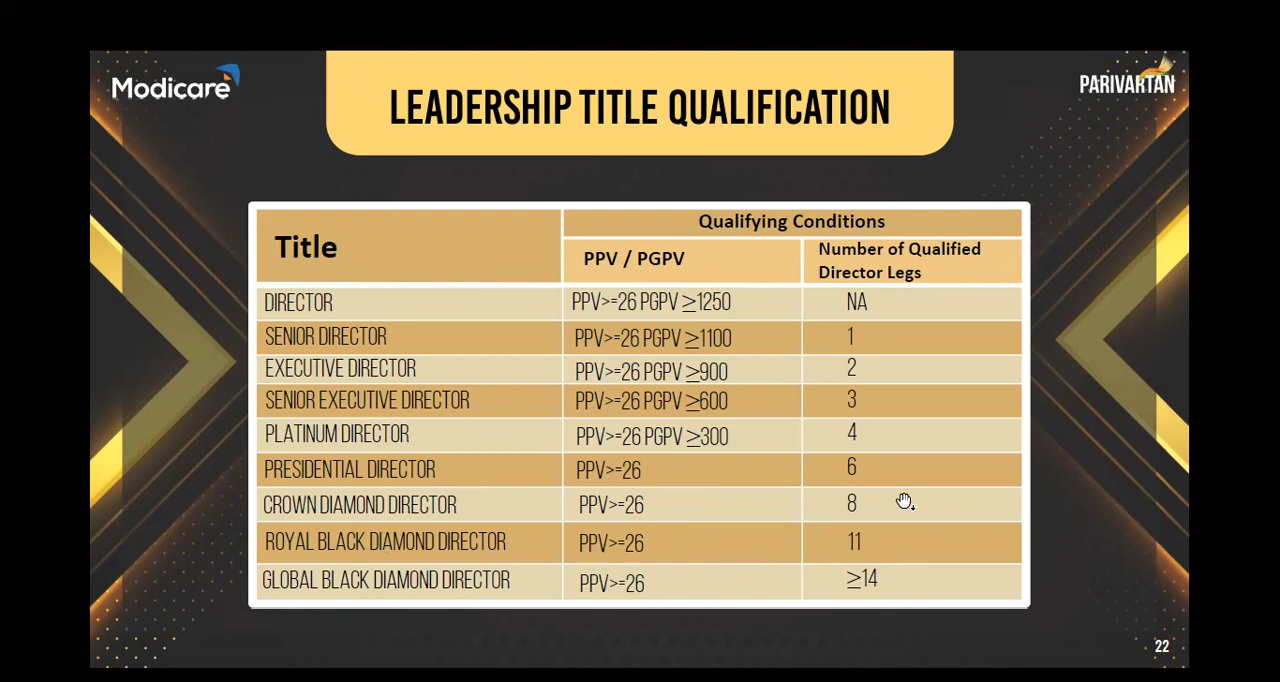 Modicare
PARIVARTAN
LEADERSHIP TITLE QUALIFICATION
Title
Qualifying Conditions
PPV / PGPV
Number of Qualified
Director Legs
DIRECTOR PPV>=26 PGPV ≥1250 NA
SENIOR DIRECTOR PPV>=26 PGPV ≥1100 1
EXECUTIVE DIRECTOR PPV>=26 PGPV ≥900 2
SENIOR EXECUTIVE DIRECTOR PPV>=26 PGPV ≥600 3
PLATINUM DIRECTOR PPV>=26 PGPV ≥300 4
PRESIDENTIAL DIRECTOR PPV>=26 6
CROWN DIAMOND DIRECTOR PPV>=26 8
ROYAL BLACK DIAMOND DIRECTOR PPV>=26 11
GLOBAL BLACK DIAMOND DIRECTOR PPV>=26 ≥14
22